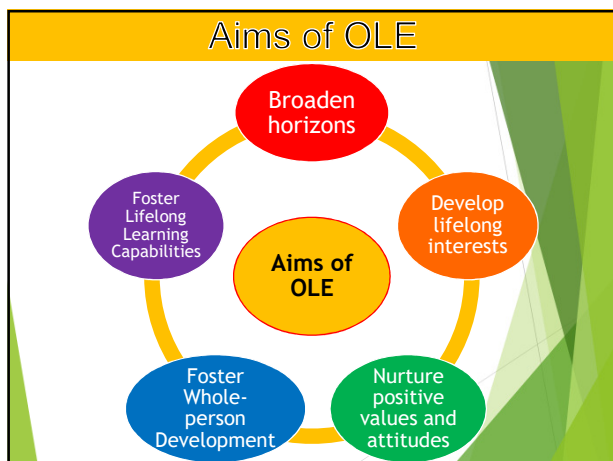 Aims of OLE
Broaden
horizons
Develop
lifelong
interests
Nurture
positive
values and
attitudes
Foster
Whole-
person
Development
Foster
Lifelong
Learning
Capabilities
Aims of
OLE